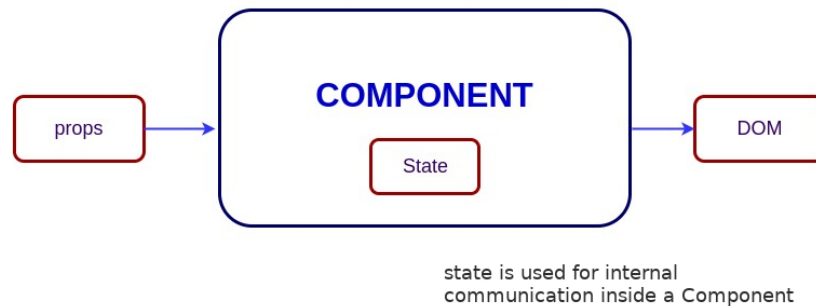 COMPONENT
props
State
DOM
state is used for internal
communication inside a Component